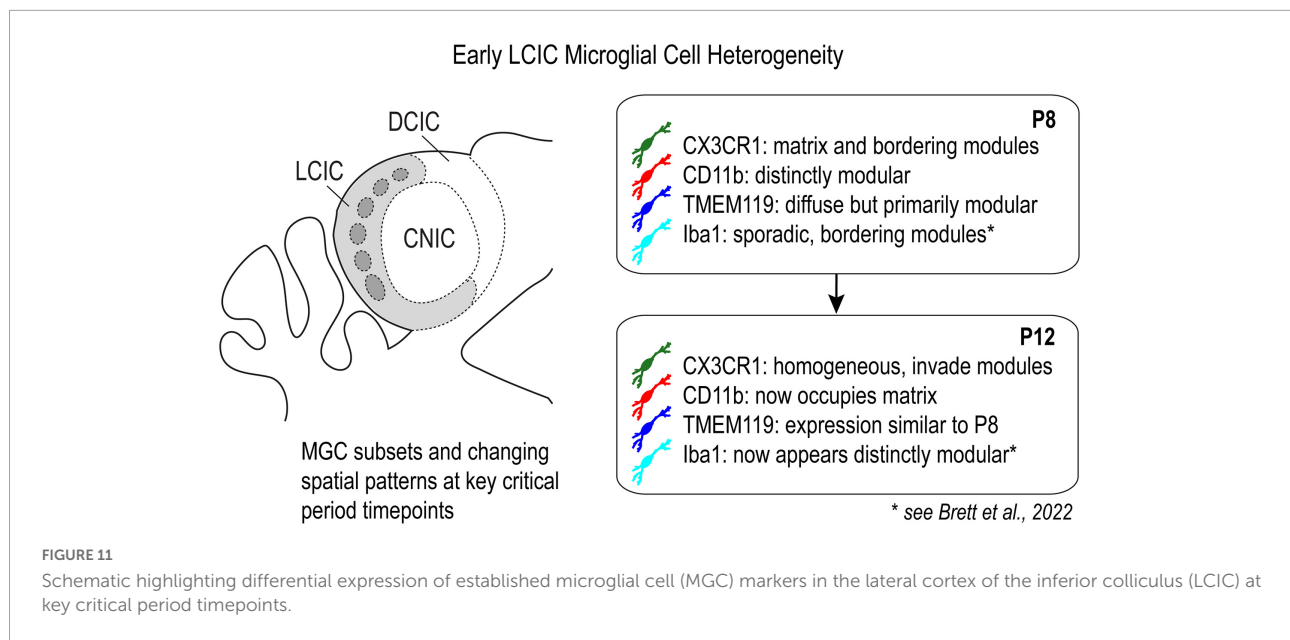 Early LCIC Microglial Cell Heterogeneity
DCIC
LCIC
CNIC
MGC subsets and changing
spatial patterns at key critical
period timepoints
P8
CX3CR1: matrix and bordering modules
CD11b: distinctly modular
TMEM119: diffuse but primarily modular
Iba1: sporadic, bordering modules*
P12
CX3CR1: homogeneous, invade modules
CD11b: now occupies matrix
TMEM119: expression similar to P8
Iba1: now appears distinctly modular*
* see Brett et al., 2022
FIGURE 11
Schematic highlighting differential expression of established microglial cell (MGC) markers in the lateral cortex of the inferior colliculus (LCIC) at
key critical period timepoints.